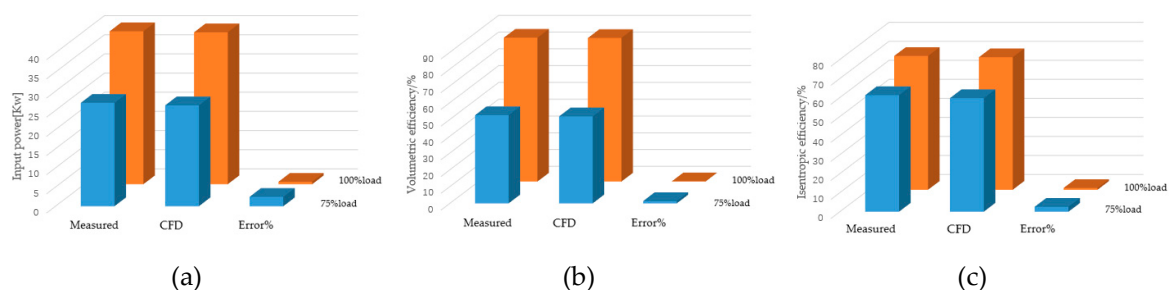 Input power[Kw]
40
35
30
25
20
15
10
5
0
Measured
CFD
Error%
100%load
75%load
(a)
Volumetric efficiency/%
90
80
70
60
50
40
30
20
10
0
Measured
CFD
Error%
100%load
75%load
(b)
Isentropic efficiency/%
80
70
60
50
40
30
20
10
0
Measured
CFD
Error%
100%load
75%load
(c)